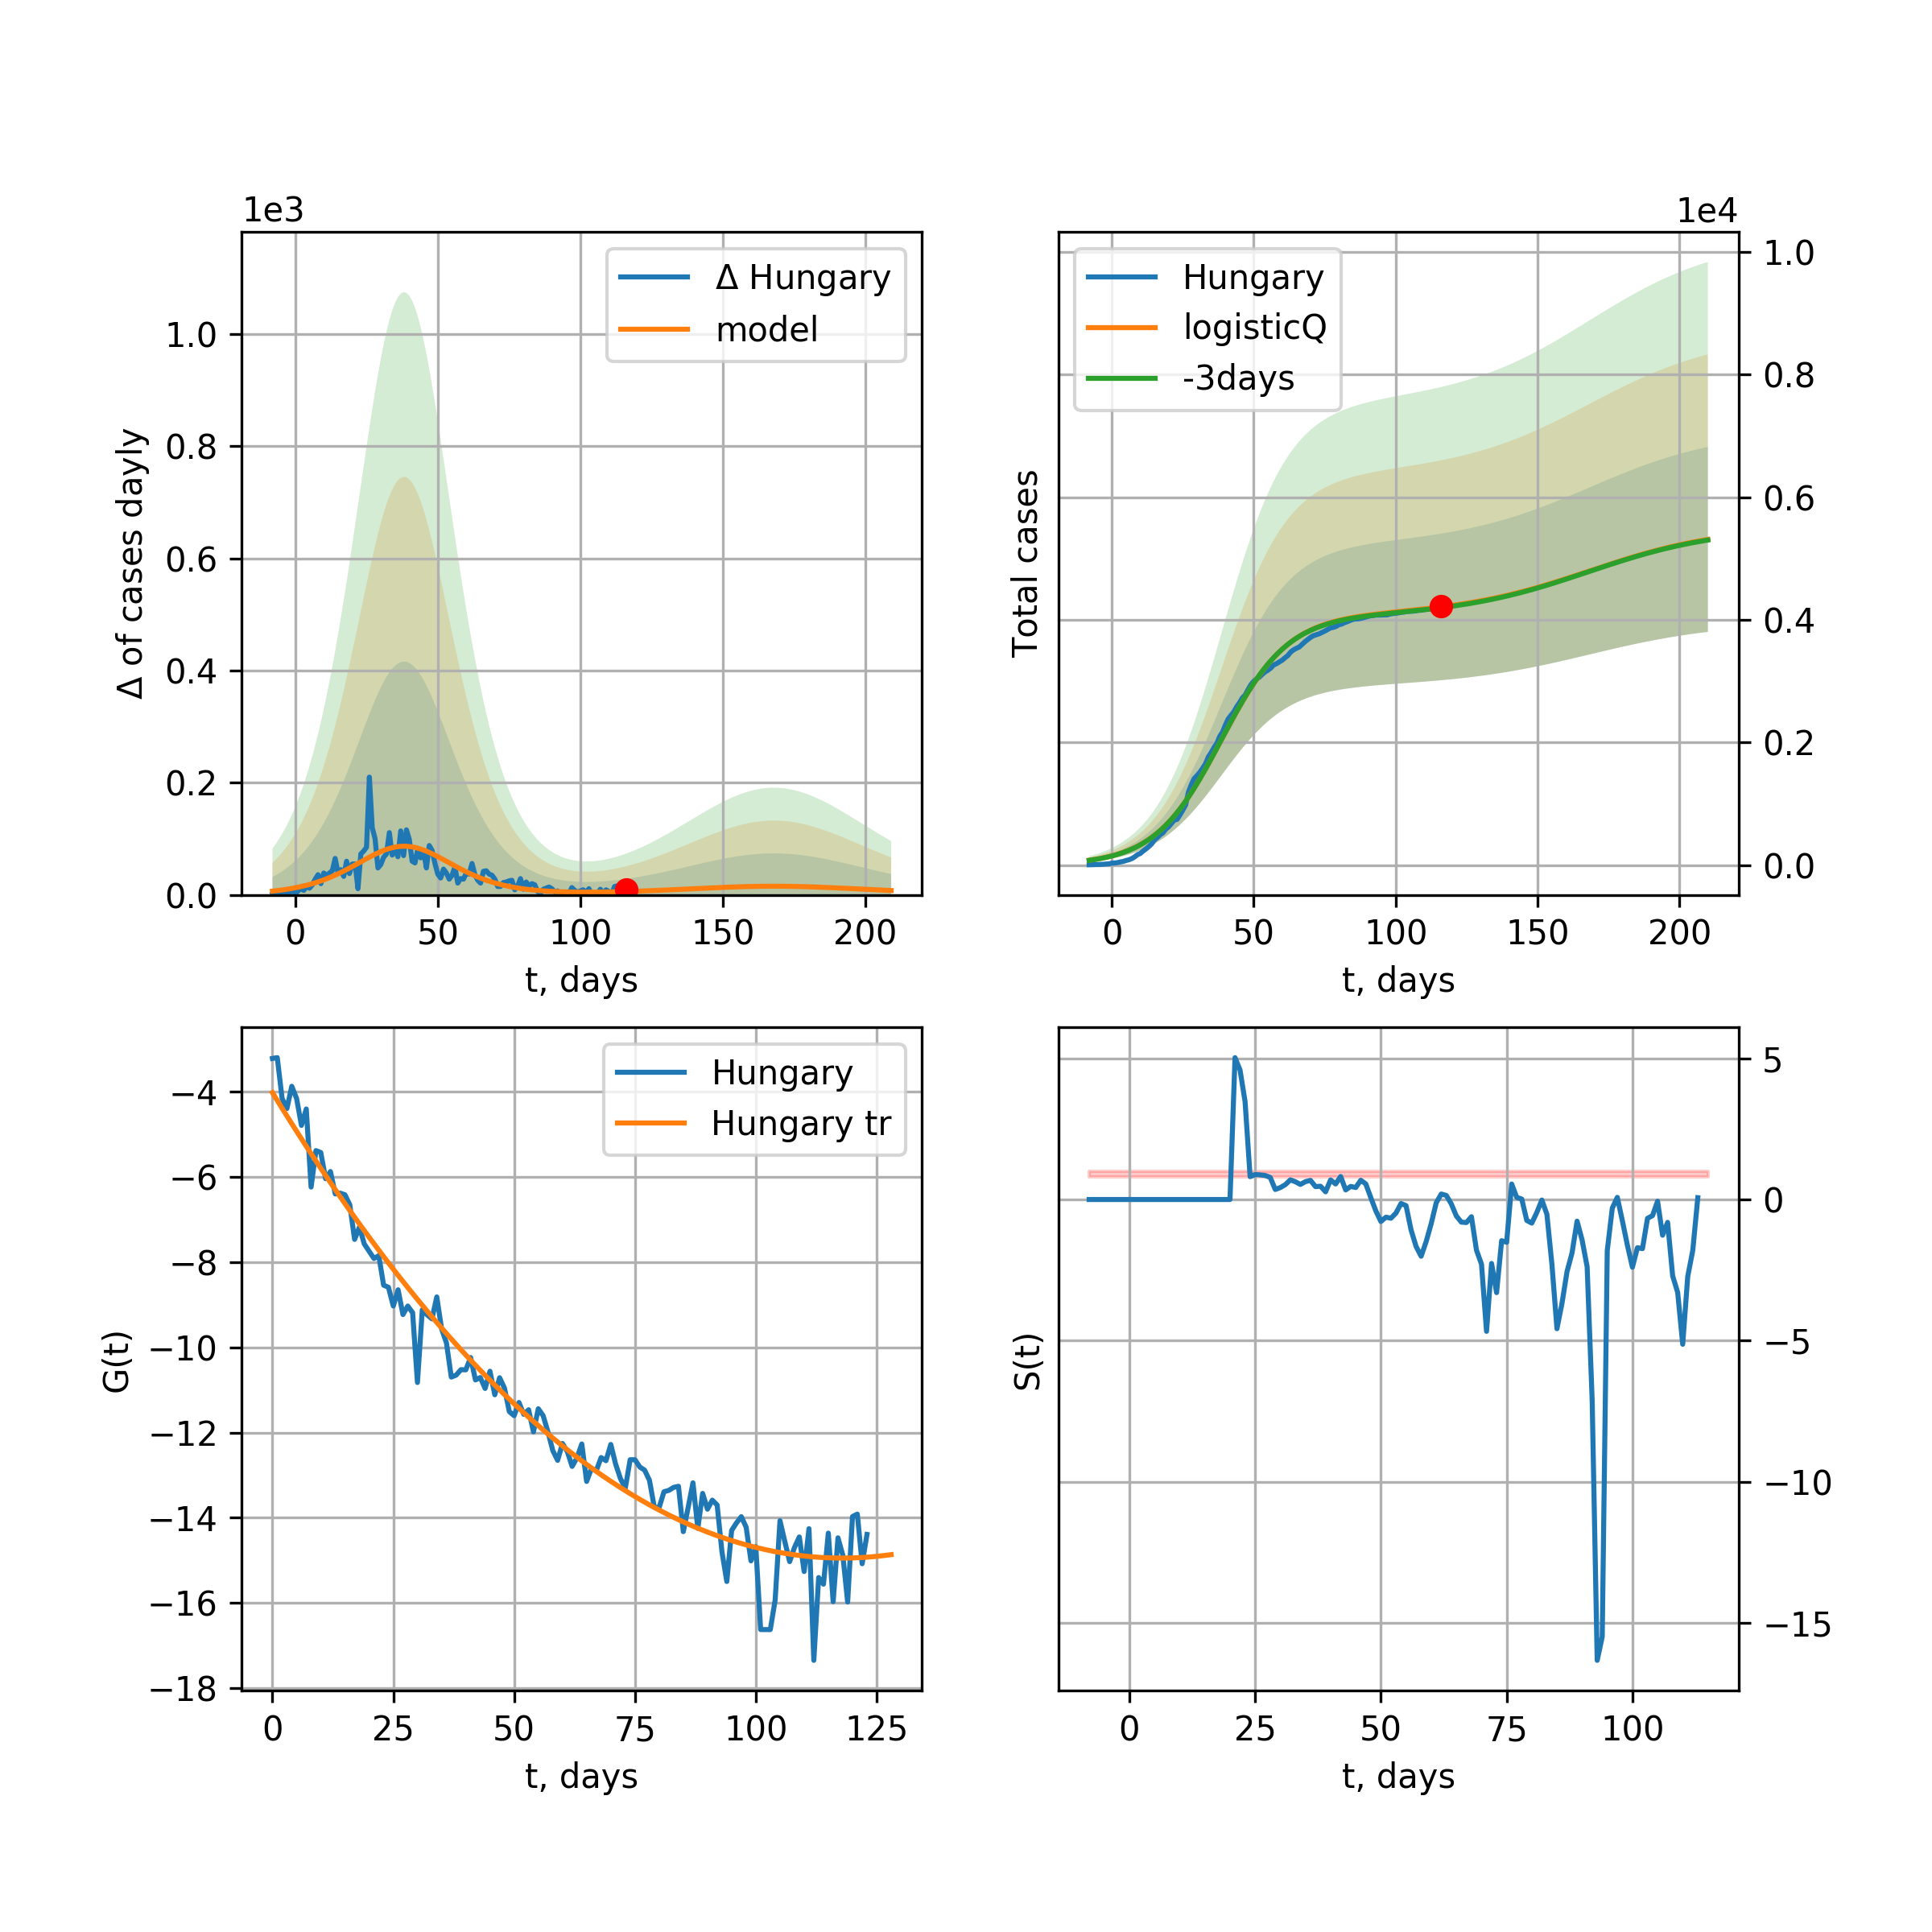 1e3
Δ Hungary
model
1.0
0.8
0.6
0.4
0.2
0.0
Δ of cases dayly
0 50 100 150 200
t, days
1e4
Hungary
logisticQ
-3days
1.0
0.8
0.6
0.4
0.2
0.0
Total cases
0 50 100 150 200
t, days
Hungary
Hungary tr
−4
−6
−8
−10
−12
−14
−16
−18
G(t)
0 25 50 75 100 125
t, days
5
0
−5
−10
−15
S(t)
0 25 50 75 100
t, days